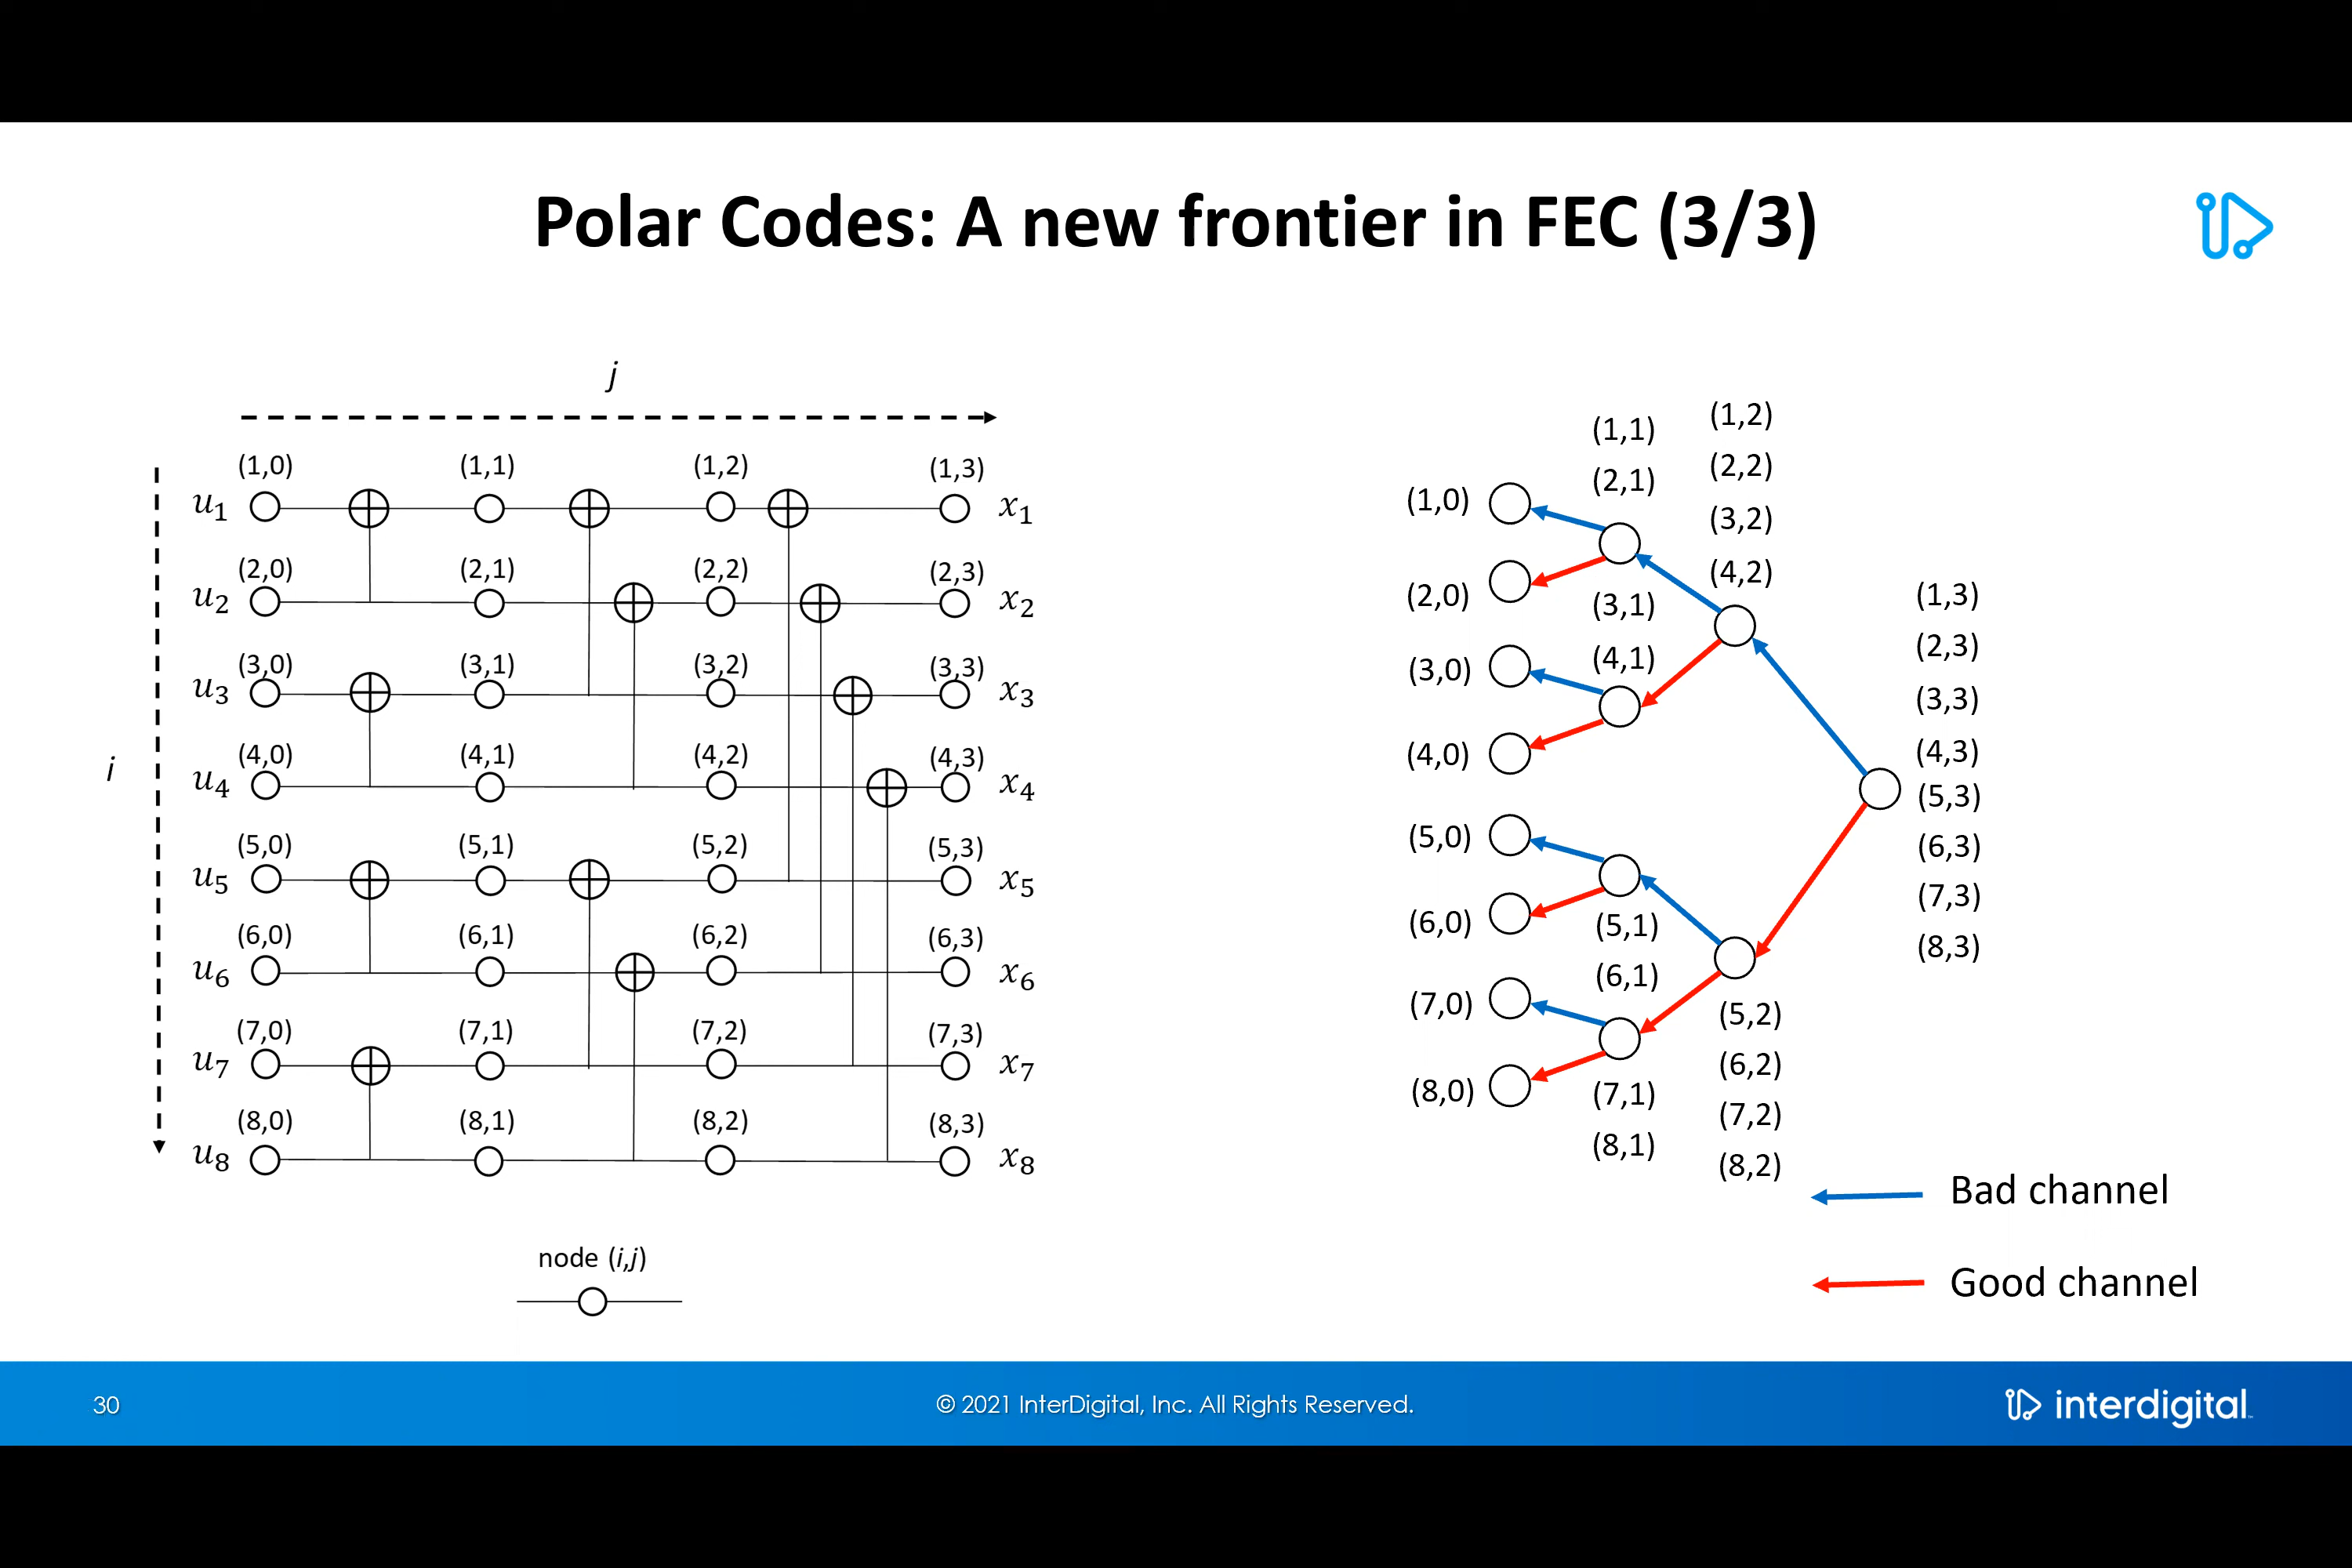 Polar Codes: A new frontier in FEC (3/3)
j
(1,0) (1,1) (1,2) (1,3)
u₁ x₁
(2,0) (2,1) (2,2) (2,3)
u₂ x₂
(3,0) (3,1) (3,2) (3,3)
u₃ x₃
(4,0) (4,1) (4,2) (4,3)
i
u₄ x₄
(5,0) (5,1) (5,2) (5,3)
u₅ x₅
(6,0) (6,1) (6,2) (6,3)
u₆ x₆
(7,0) (7,1) (7,2) (7,3)
u₇ x₇
(8,0) (8,1) (8,2) (8,3)
u₈ x₈
node (i,j)
(1,0)
(2,0)
(3,0)
(4,0)
(5,0)
(6,0)
(7,0)
(8,0)
(1,1)
(2,1)
(3,1)
(4,1)
(5,1)
(6,1)
(7,1)
(8,1)
(1,2)
(2,2)
(3,2)
(4,2)
(5,2)
(6,2)
(7,2)
(8,2)
(1,3)
(2,3)
(3,3)
(4,3)
(5,3)
(6,3)
(7,3)
(8,3)
Bad channel
Good channel
30
© 2021 InterDigital, Inc. All Rights Reserved.
interdigital